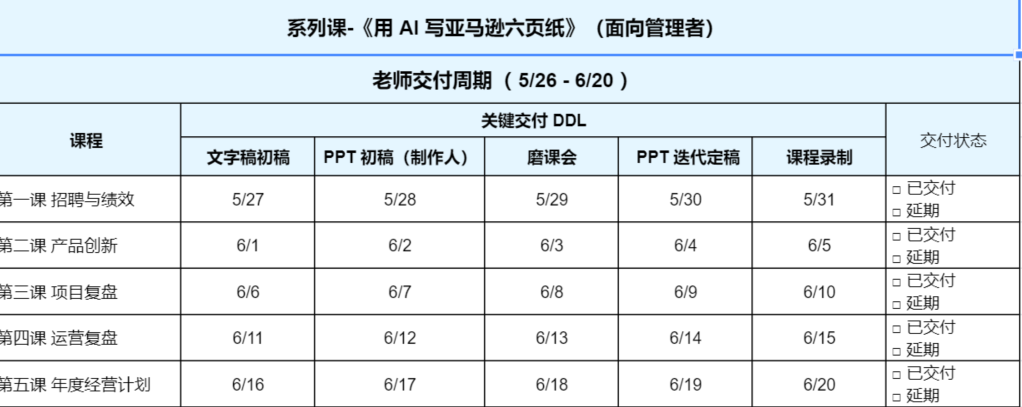 系列课-《用 AI 写亚马逊六页纸》（面向管理者）
老师交付周期（ 5/26 - 6/20 ）
课程 关键交付 DDL 交付状态
文字稿初稿 PPT 初稿（制作人） 磨课会 PPT 迭代定稿 课程录制
第一课 招聘与绩效 5/27 5/28 5/29 5/30 5/31 □ 已交付
□ 延期
第二课 产品创新 6/1 6/2 6/3 6/4 6/5 □ 已交付
□ 延期
第三课 项目复盘 6/6 6/7 6/8 6/9 6/10 □ 已交付
□ 延期
第四课 运营复盘 6/11 6/12 6/13 6/14 6/15 □ 已交付
□ 延期
第五课 年度经营计划 6/16 6/17 6/18 6/19 6/20 □ 已交付
□ 延期